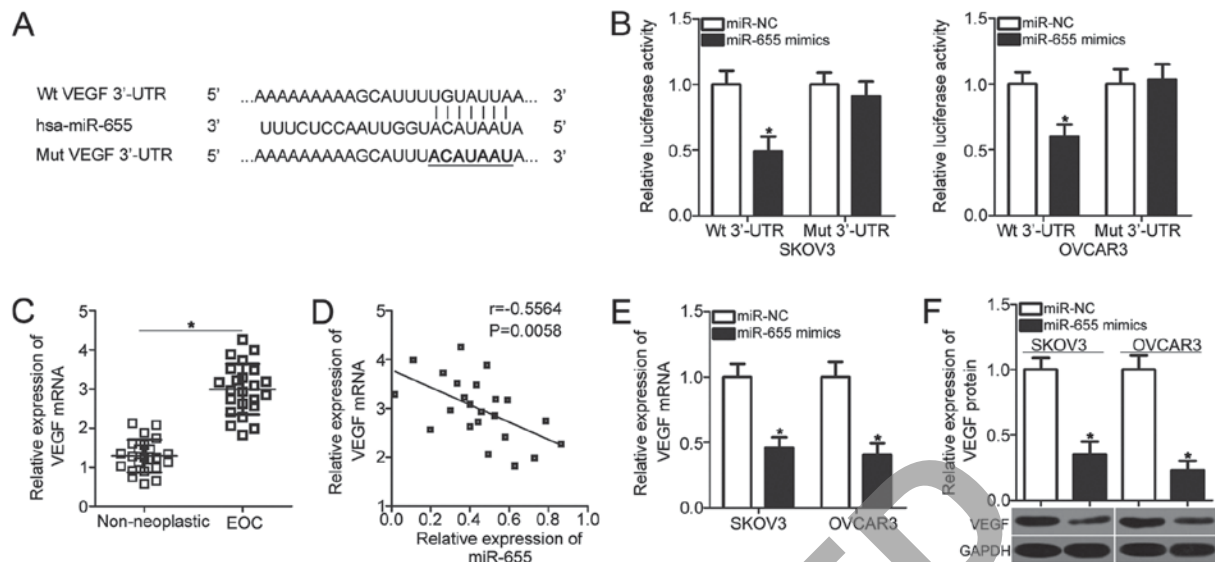 A
Wt VEGF 3'-UTR 5' ...AAAAAAAAAGCAUUUUGUAUUAA... 3'
hsa-miR-655 3' UUUCUCCAAUUGGUACAUAAUA 5'
Mut VEGF 3'-UTR 5' ...AAAAAAAAAGCAUUUACAUAAUA... 3'
B
miR-NC
miR-655 mimics
Relative luciferase activity
1.5
1.0
0.5
0.0
*
Wt 3'-UTR Mut 3'-UTR
SKOV3
miR-NC
miR-655 mimics
Relative luciferase activity
1.5
1.0
0.5
0.0
*
Wt 3'-UTR Mut 3'-UTR
OVCAR3
C
Relative expression of
VEGF mRNA
5
4
3
2
1
0
*
Non-neoplastic EOC
D
r=-0.5564
P=0.0058
Relative expression of
VEGF mRNA
5
4
3
2
1
0.0 0.2 0.4 0.6 0.8 1.0
Relative expression of
miR-655
E
miR-NC
miR-655 mimics
Relative expression of
VEGF mRNA
1.5
1.0
0.5
0.0
* *
SKOV3 OVCAR3
F
miR-NC
miR-655 mimics
SKOV3 OVCAR3
Relative expression of
VEGF protein
1.5
1.0
0.5
0.0
* *
VEGF
GAPDH